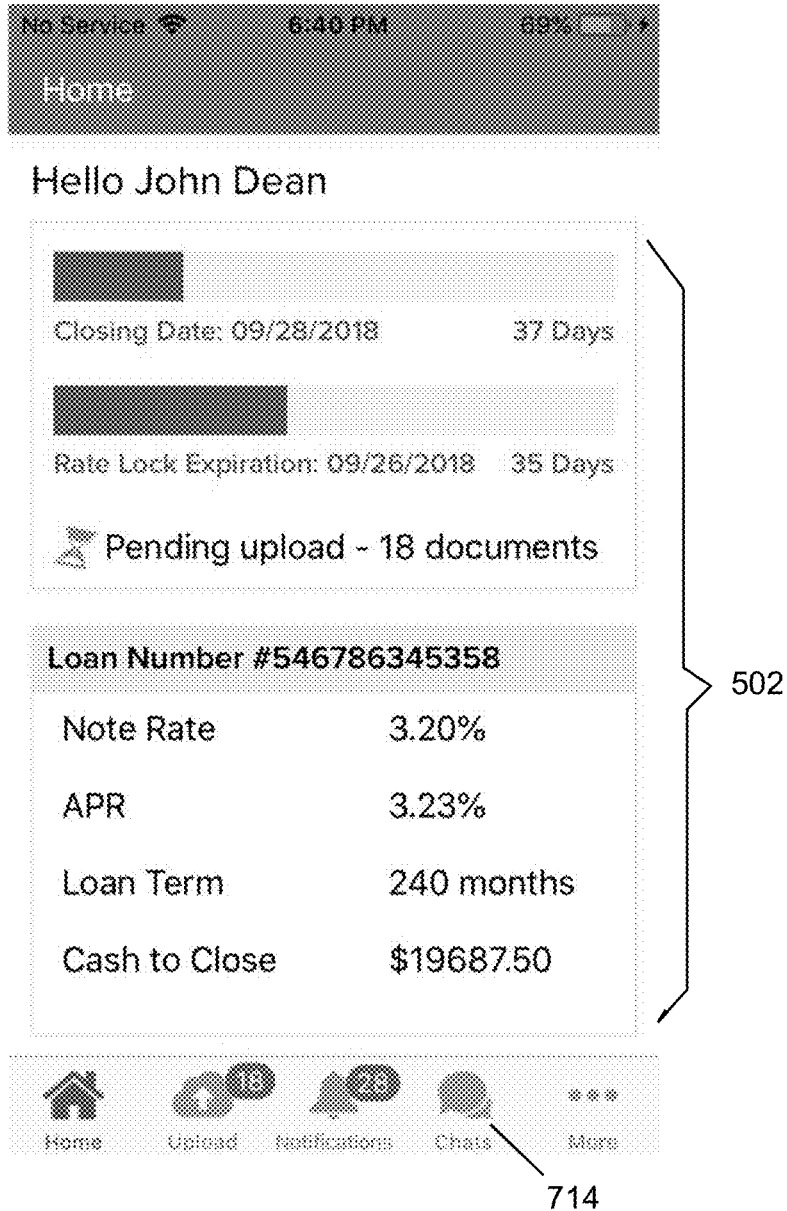 No Service 6:40 PM 69%
Home
Hello John Dean
Closing Date: 09/28/2018 37 Days
Rate Lock Expiration: 09/26/2018 35 Days
Pending upload - 18 documents
Loan Number #546786345358
502
Note Rate 3.20%
APR 3.23%
Loan Term 240 months
Cash to Close $19687.50
18 28
Home Upload Notifications Chats More
714